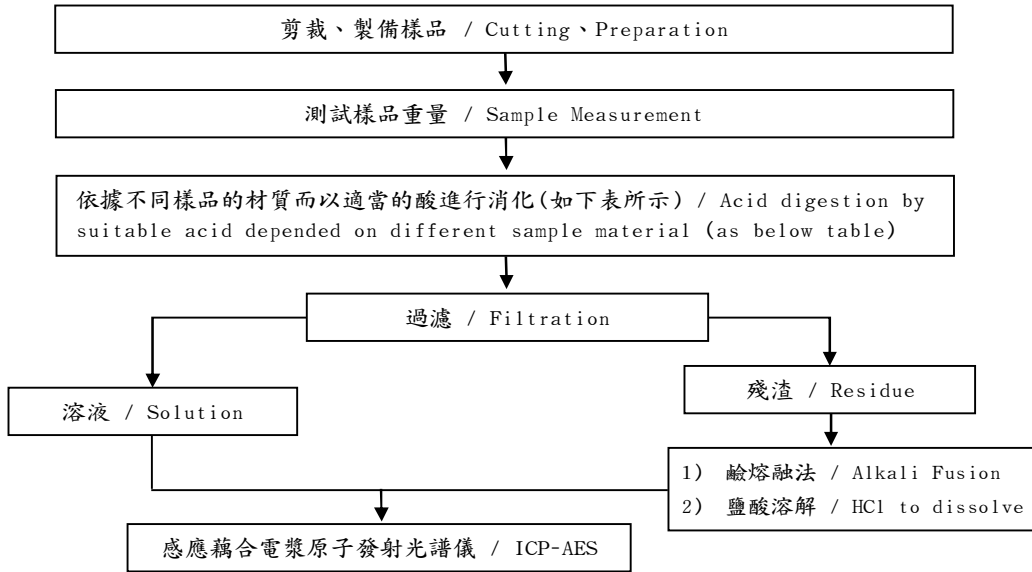 剪裁、製備樣品 / Cutting、Preparation
測試樣品重量 / Sample Measurement
依據不同樣品的材質而以適當的酸進行消化(如下表所示) / Acid digestion by
suitable acid depended on different sample material (as below table)
過濾 / Filtration
溶液 / Solution
殘渣 / Residue
1) 鹼熔融法 / Alkali Fusion
2) 鹽酸溶解 / HCl to dissolve
感應藕合電漿原子發射光譜儀 / ICP-AES